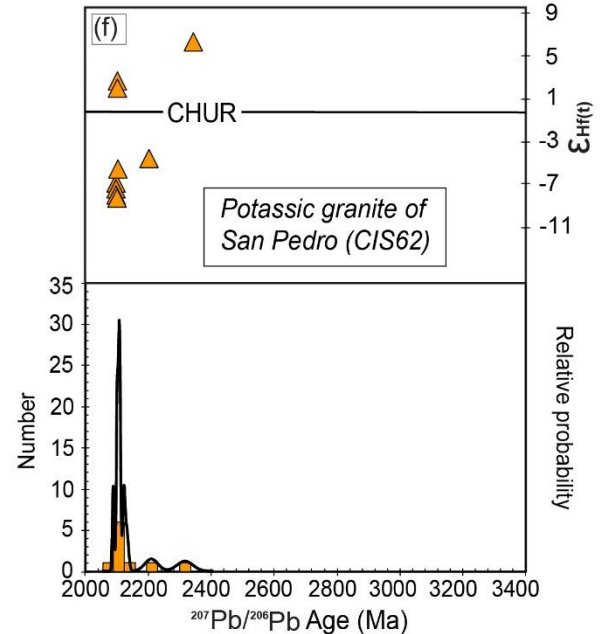 (f)
9
5
1
-3
-7
-11
εHf(t)
CHUR
Potassic granite of
San Pedro (CIS62)
35
30
25
20
15
10
5
0
Number
Relative probability
2000 2200 2400 2600 2800 3000 3200 3400
²⁰⁷Pb/²⁰⁶Pb Age (Ma)